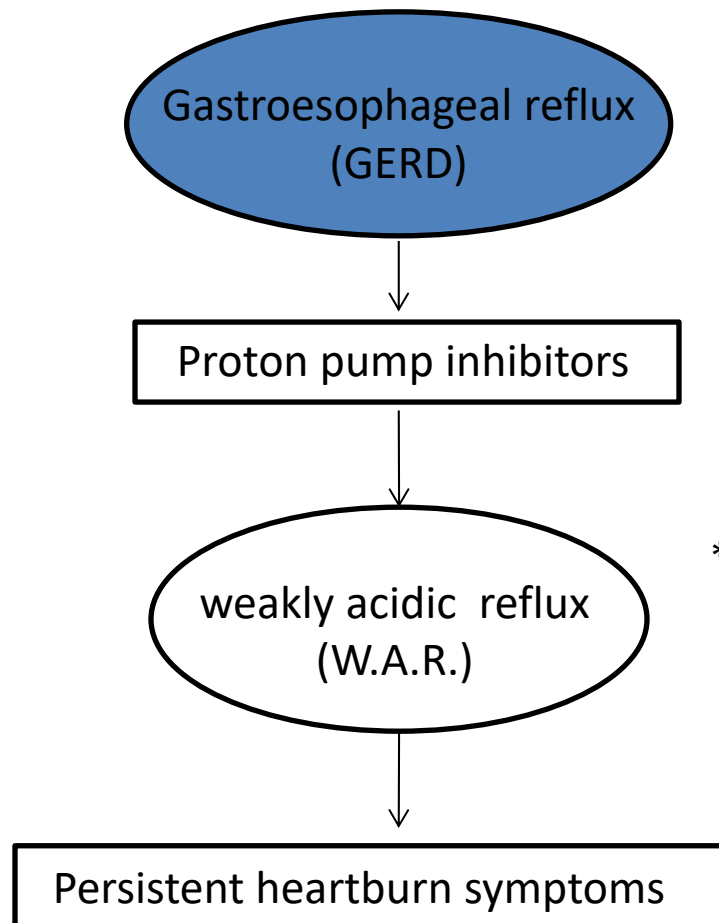 Gastroesophageal reflux
(GERD)
Proton pump inhibitors
*
weakly acidic  reflux
(W.A.R.)
Persistent heartburn symptoms